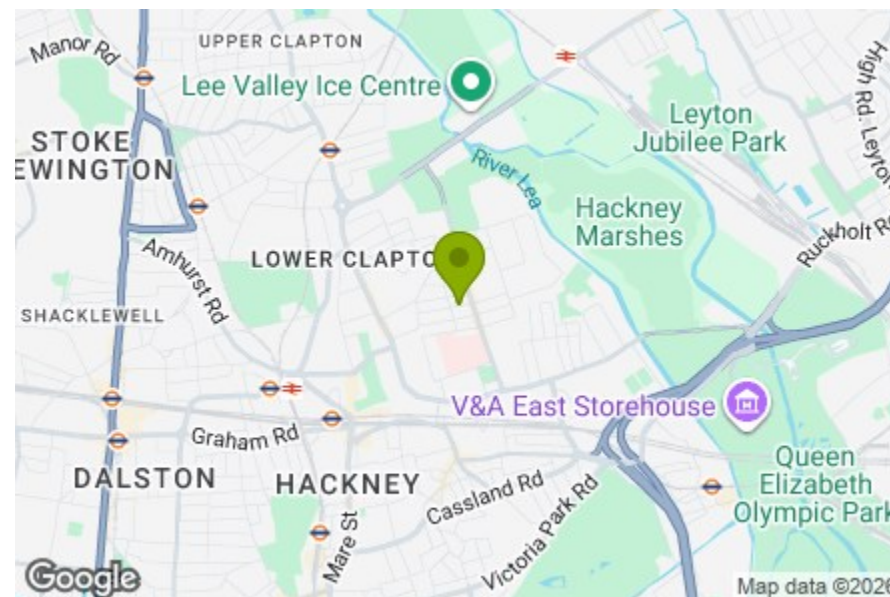 Manor Rd
UPPER CLAPTON
Lee Valley Ice Centre
High Rd. Leyton
Leyton
Jubilee Park
STOKE
EWINGTON
River Lea
Hackney
Marshes
Ruckholt Rd
Amhurst Rd
LOWER CLAPTO
SHACKLEWELL
V&A East Storehouse
Graham Rd
DALSTON
HACKNEY
Cassland Rd
Queen
Elizabeth
Olympic Park
Mare St
Victoria Park Rd
Google
Map data ©2026